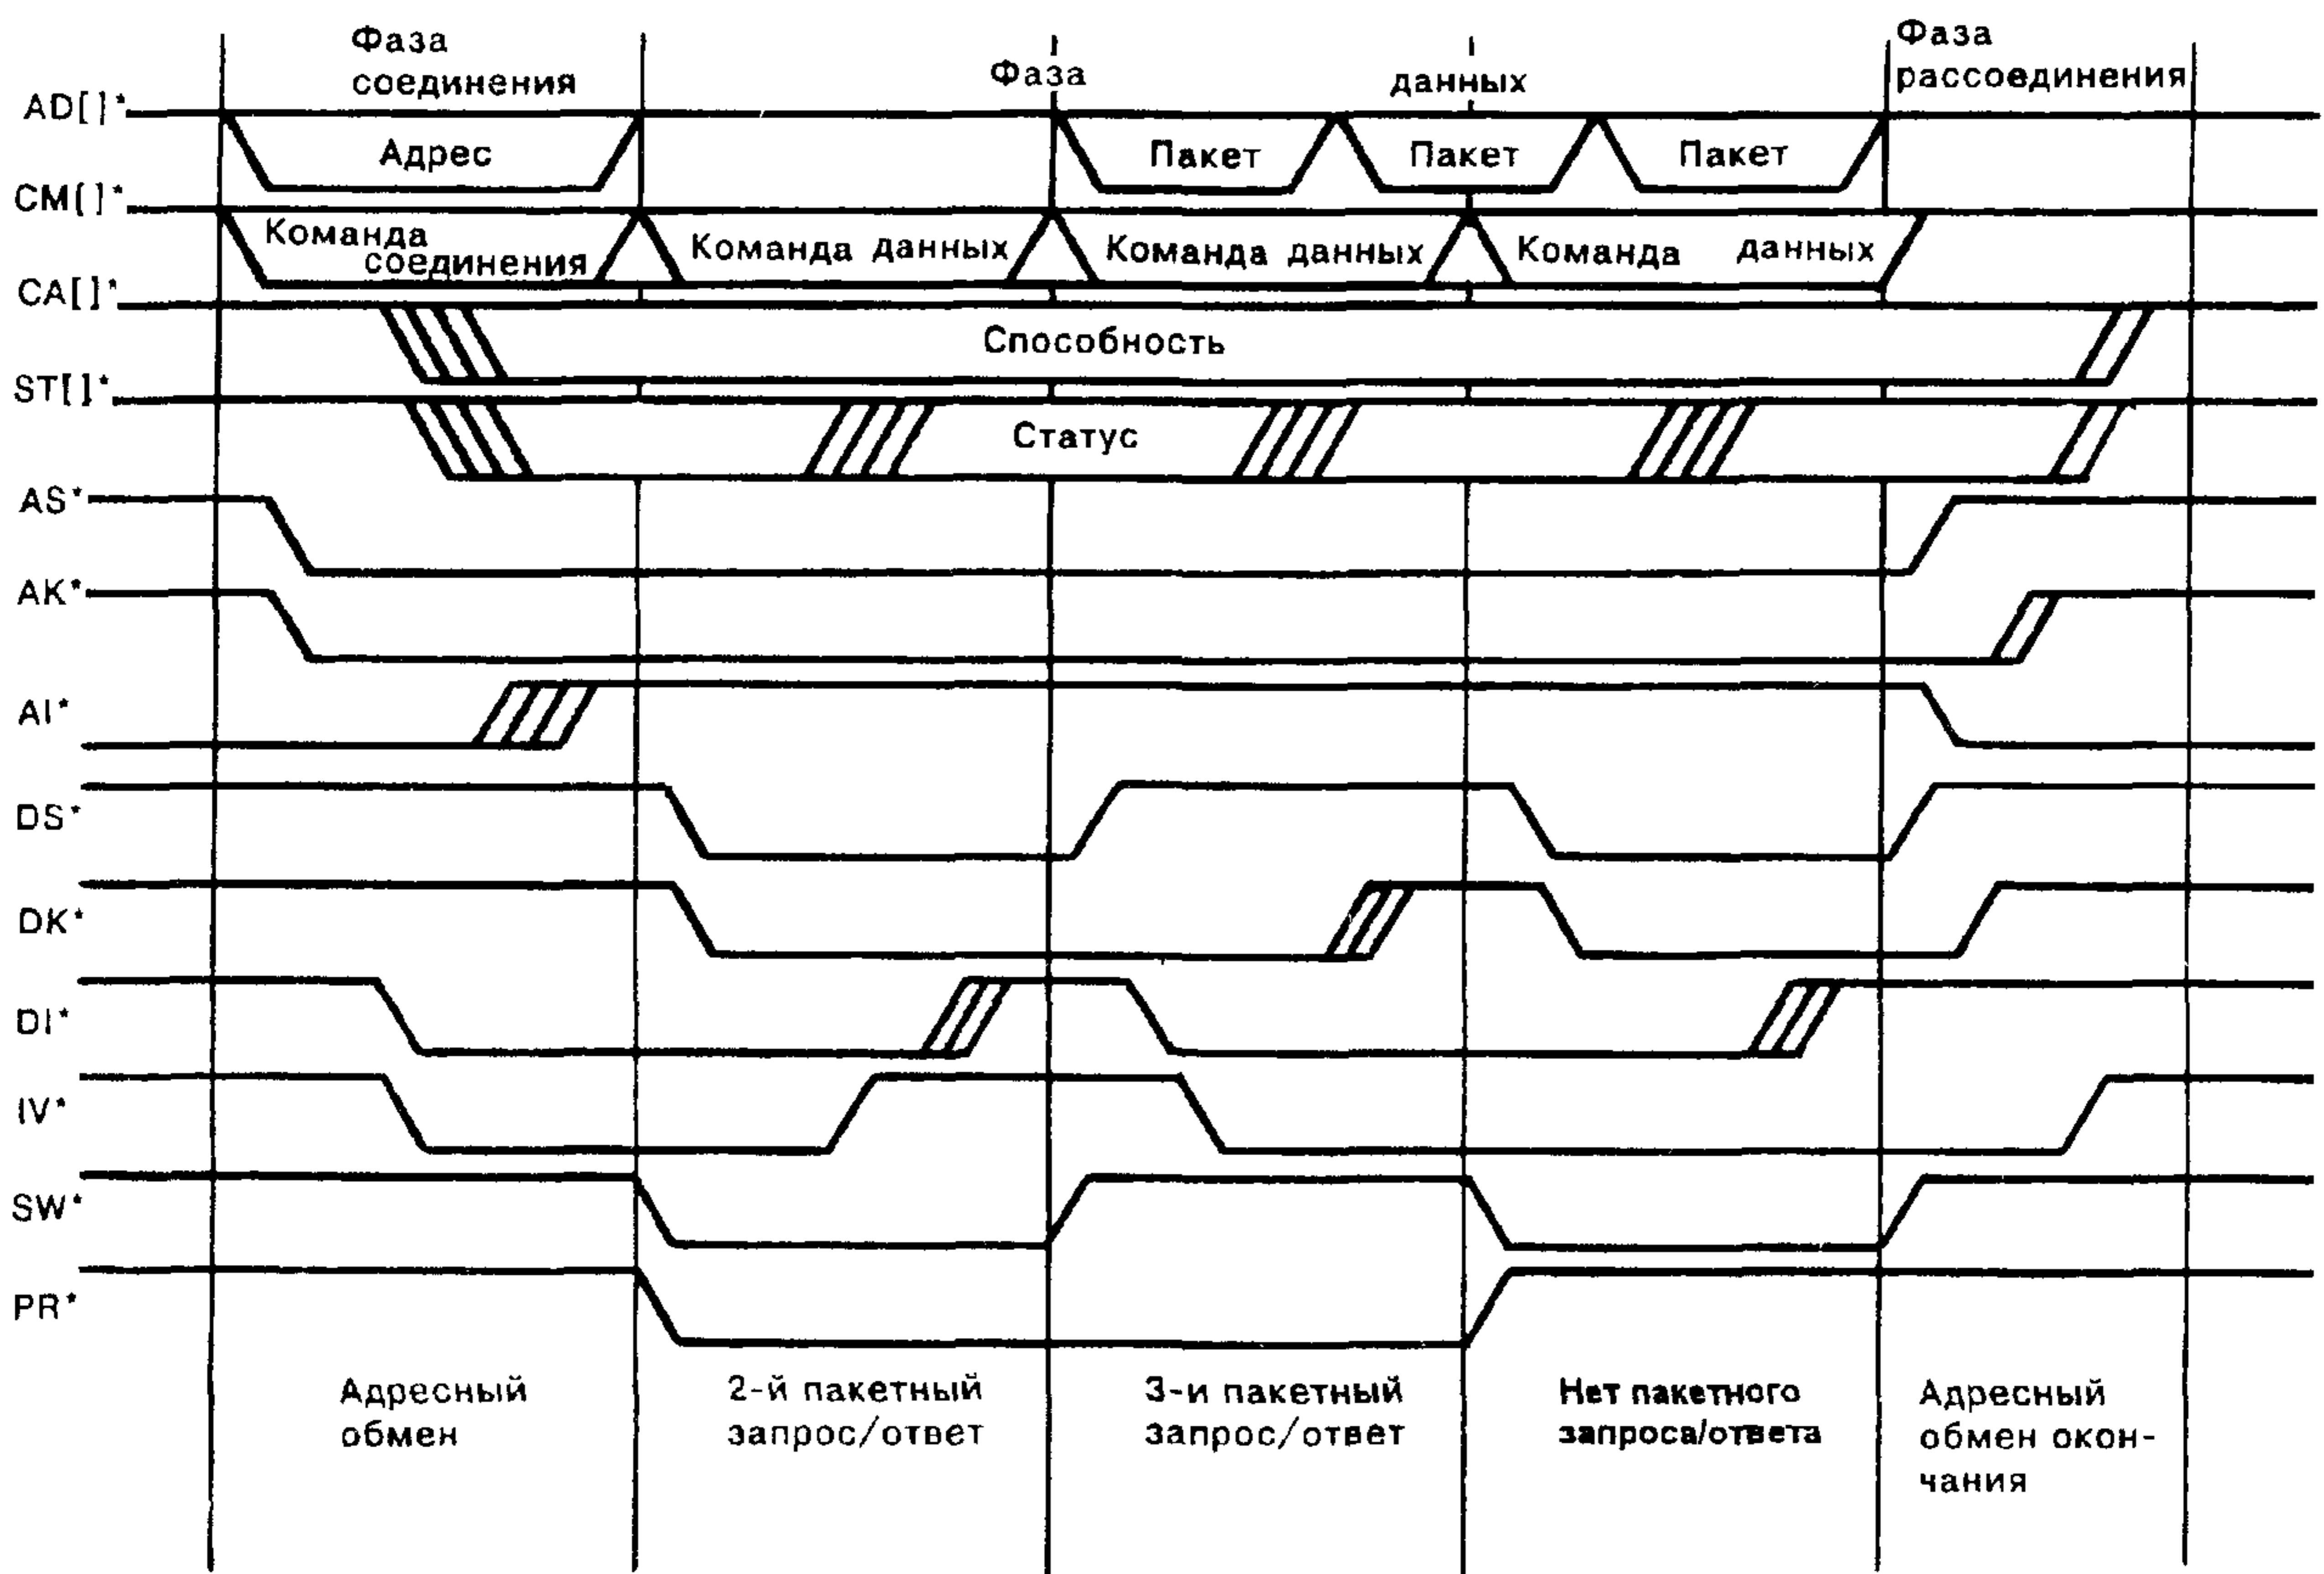 Фаза
соединения
Фаза
данных
Фаза
рассоединения
AD[]*
Адрес
Пакет
Пакет
Пакет
CM[]*
Команда
соединения
Команда данных
Команда данных
Команда данных
CA[]*
Способность
ST[]*
Статус
AS*
AK*
AI*
DS*
DK*
DI*
IV*
SW*
PR*
Адресный
обмен
2-й пакетный
запрос/ответ
3-и пакетный
запрос/ответ
Нет пакетного
запроса/ответа
Адресный
обмен окон-
чания